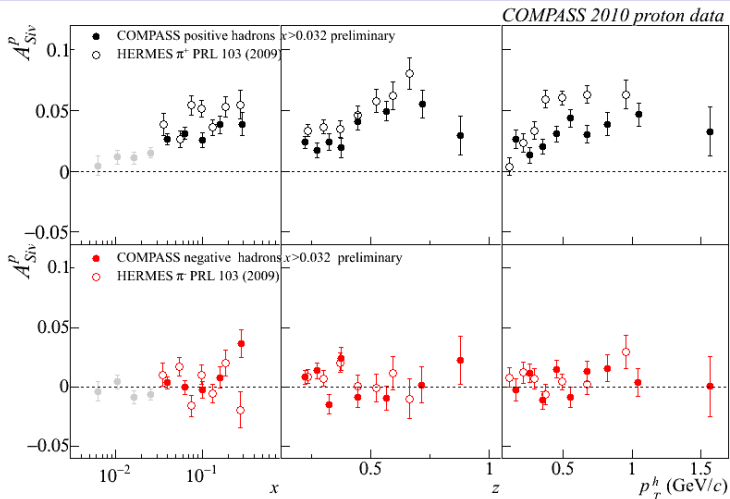 COMPASS 2010 proton data
A^p_Siv
COMPASS positive hadrons x>0.032 preliminary
HERMES π⁺ PRL 103 (2009)
0.1
0.05
0
−0.05
A^p_Siv
COMPASS negative hadrons x>0.032 preliminary
HERMES π⁻ PRL 103 (2009)
0.1
0.05
0
−0.05
10⁻² 10⁻¹ 0.5 1 0.5 1 1.5
x z p_T^h (GeV/c)